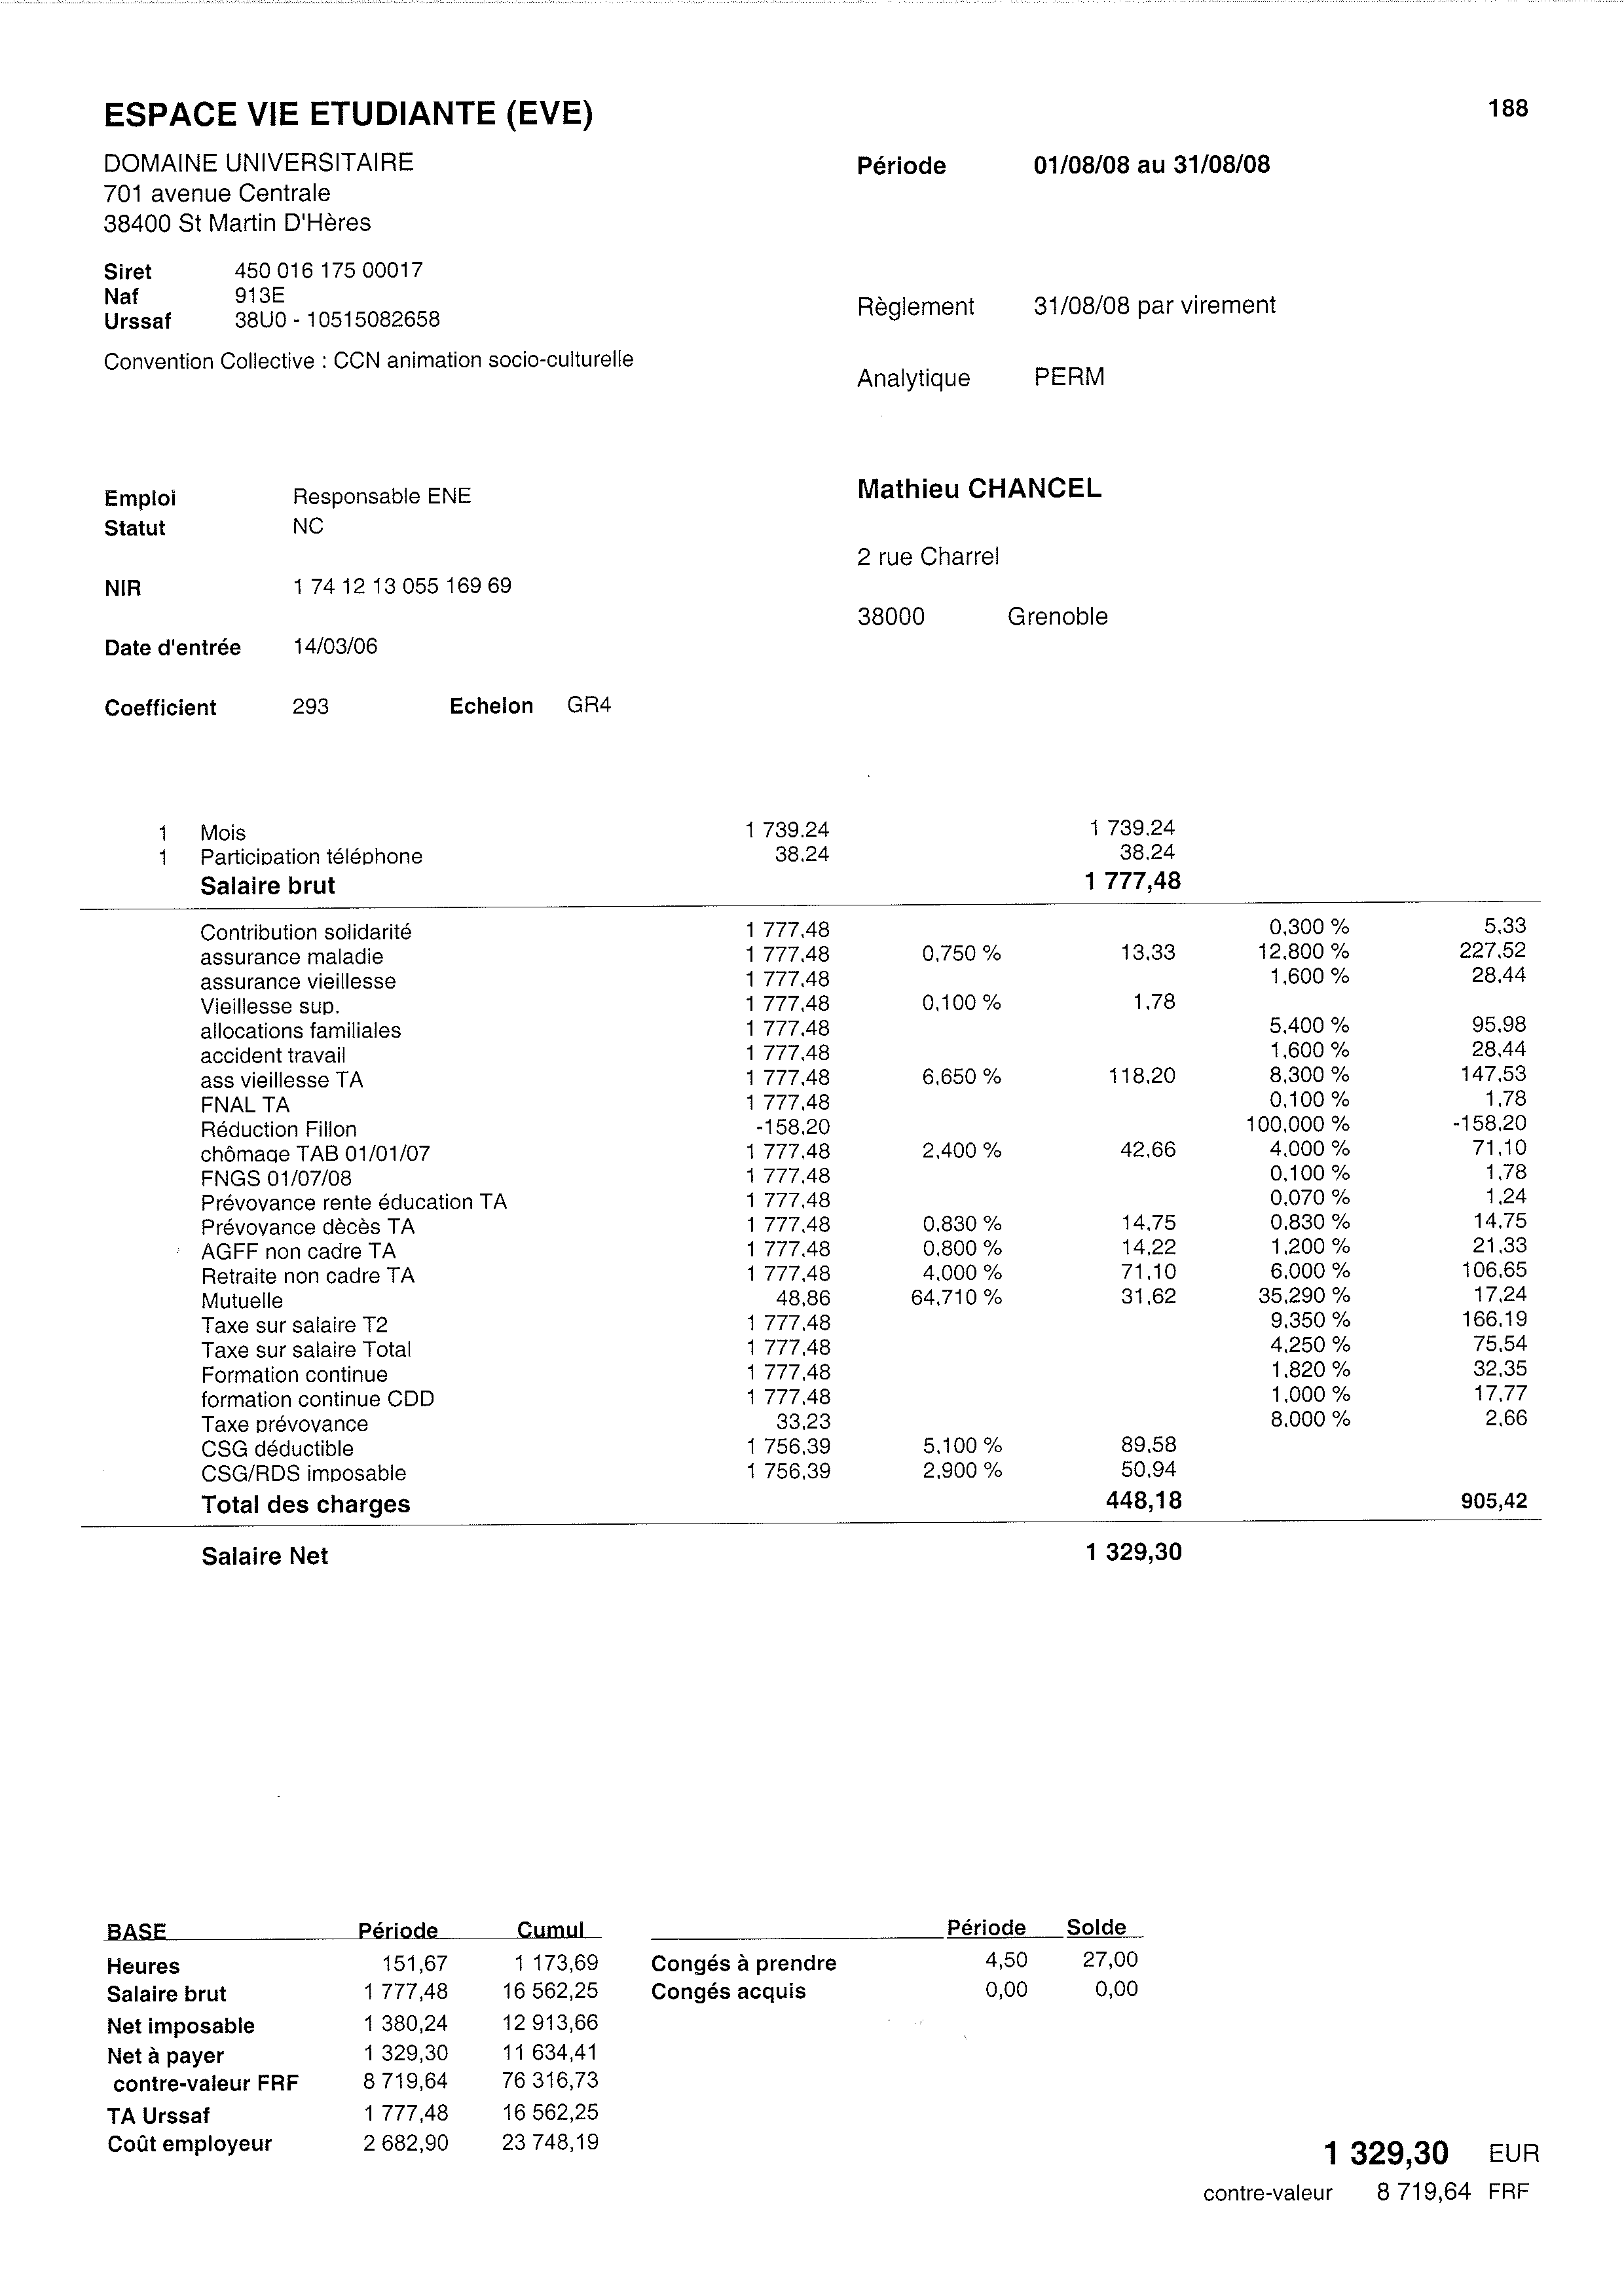 ESPACE VIE ETUDIANTE (EVE) 188
DOMAINE UNIVERSITAIRE
Période 01/08/08 au 31/08/08
701 avenue Centrale
38400 St Martin D'Hères
Siret 450 016 175 00017
Naf 913E
Urssaf 38U0 - 10515082658
Règlement 31/08/08 par virement
Convention Collective : CCN animation socio-culturelle
Analytique PERM
Mathieu CHANCEL
Emploi Responsable ENE
Statut NC
2 rue Charrel
NIR 1 74 12 13 055 169 69
38000 Grenoble
Date d'entrée 14/03/06
Coefficient 293 Echelon GR4
1 Mois 1 739,24 1 739,24
1 Participation téléphone 38,24 38,24
Salaire brut 1 777,48
Contribution solidarité 1 777,48 0,300 % 5,33
assurance maladie 1 777,48 0,750 % 13,33 12,800 % 227,52
assurance vieillesse 1 777,48 1,600 % 28,44
Vieillesse sup. 1 777,48 0,100 % 1,78
allocations familiales 1 777,48 5,400 % 95,98
accident travail 1 777,48 1,600 % 28,44
ass vieillesse TA 1 777,48 6,650 % 118,20 8,300 % 147,53
FNAL TA 1 777,48 0,100 % 1,78
Réduction Fillon -158,20 100,000 % -158,20
chômage TAB 01/01/07 1 777,48 2,400 % 42,66 4,000 % 71,10
FNGS 01/07/08 1 777,48 0,100 % 1,78
Prévoyance rente éducation TA 1 777,48 0,070 % 1,24
Prévoyance dècès TA 1 777,48 0,830 % 14,75 0,830 % 14,75
AGFF non cadre TA 1 777,48 0,800 % 14,22 1,200 % 21,33
Retraite non cadre TA 1 777,48 4,000 % 71,10 6,000 % 106,65
Mutuelle 48,86 64,710 % 31,62 35,290 % 17,24
Taxe sur salaire T2 1 777,48 9,350 % 166,19
Taxe sur salaire Total 1 777,48 4,250 % 75,54
Formation continue 1 777,48 1,820 % 32,35
formation continue CDD 1 777,48 1,000 % 17,77
Taxe prévoyance 33,23 8,000 % 2,66
CSG déductible 1 756,39 5,100 % 89,58
CSG/RDS imposable 1 756,39 2,900 % 50,94
Total des charges 448,18 905,42
Salaire Net 1 329,30
BASE Période Cumul Période Solde
Heures 151,67 1 173,69 Congés à prendre 4,50 27,00
Salaire brut 1 777,48 16 562,25 Congés acquis 0,00 0,00
Net imposable 1 380,24 12 913,66
Net à payer 1 329,30 11 634,41
contre-valeur FRF 8 719,64 76 316,73
TA Urssaf 1 777,48 16 562,25
Coût employeur 2 682,90 23 748,19
1 329,30 EUR
contre-valeur 8 719,64 FRF